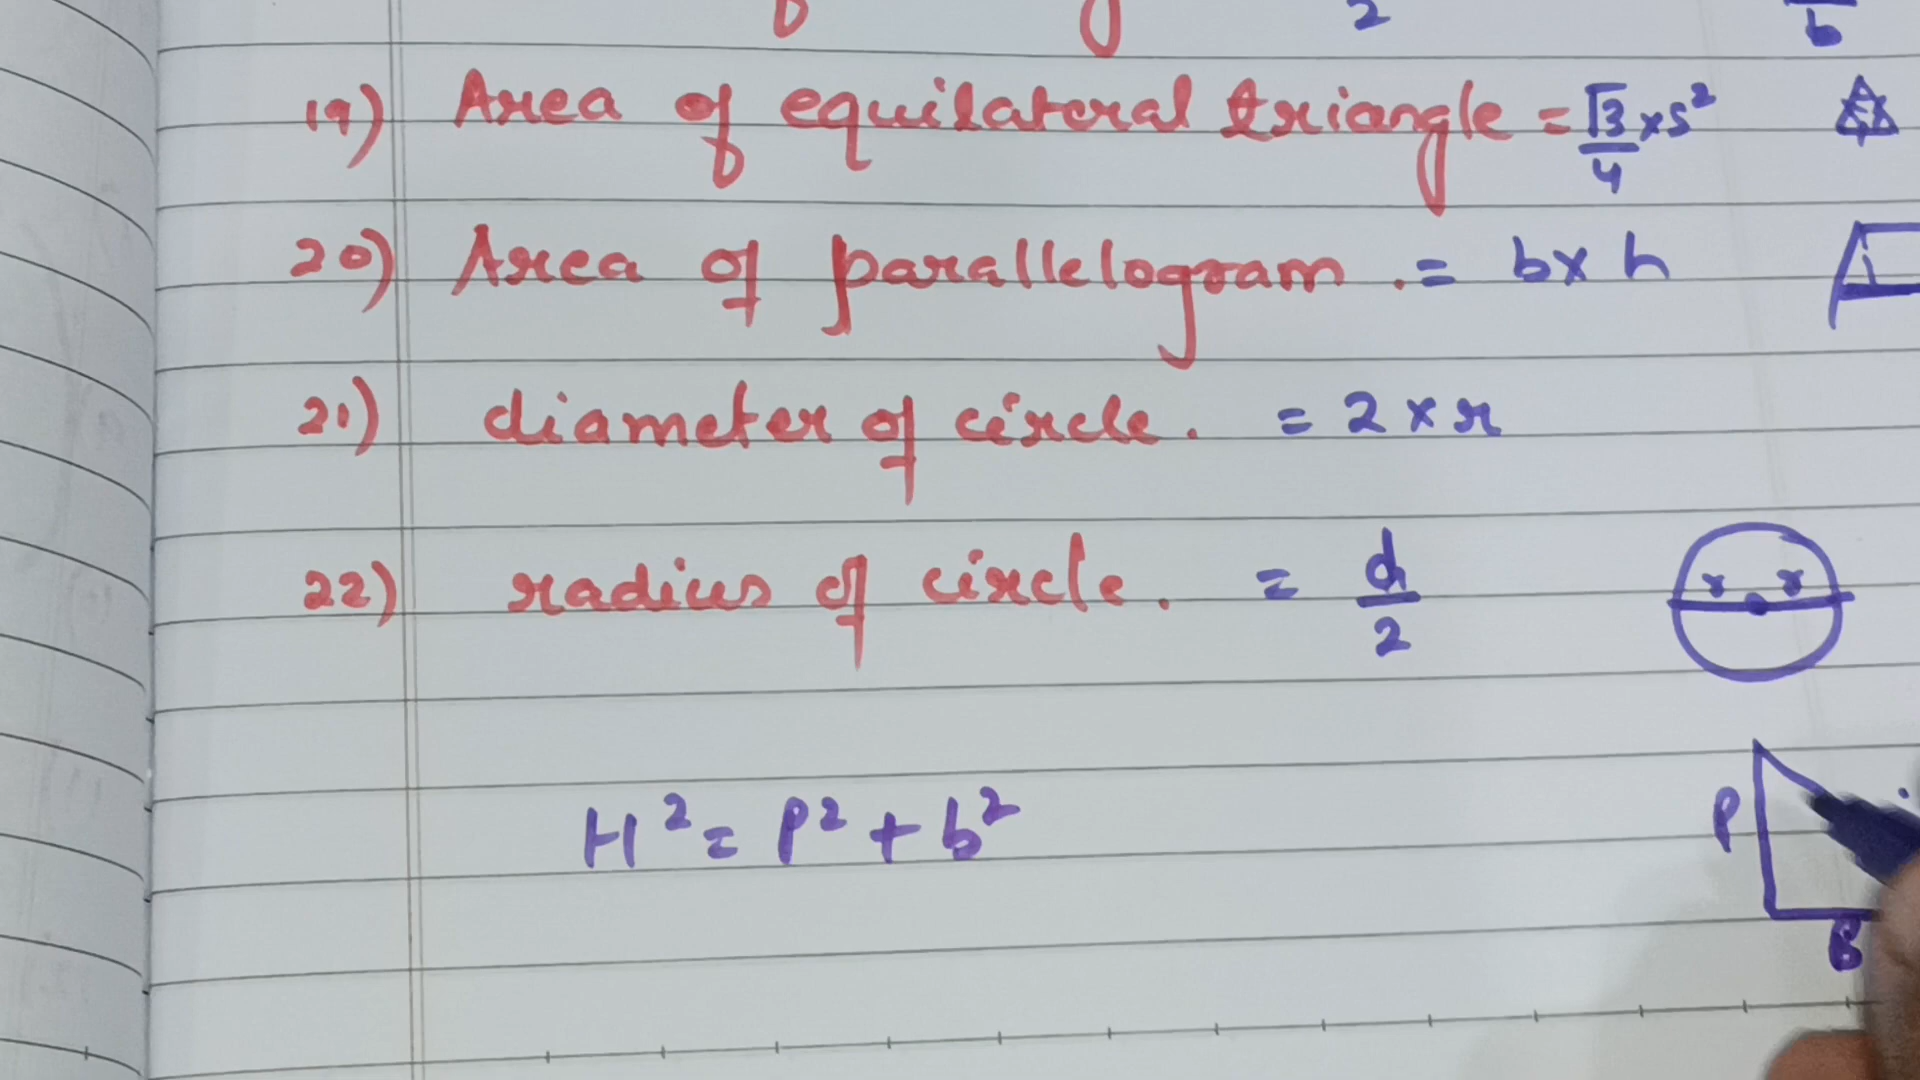 2
b
19) Area of equilateral triangle = √3/4 × s²
20) Area of parallelogram . = b × h
21) diameter of circle . = 2 × r
22) radius of circle . = d/2
r r
H² = P² + b²
P
B